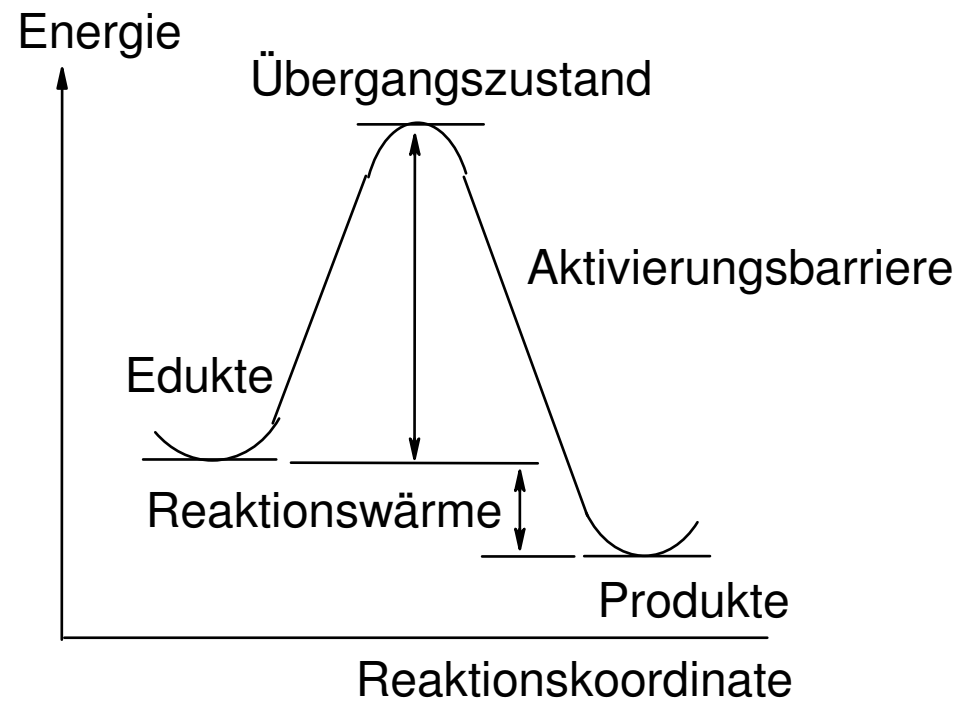 Energie
Übergangszustand
Aktivierungsbarriere
Edukte
Reaktionswärme
Produkte
Reaktionskoordinate